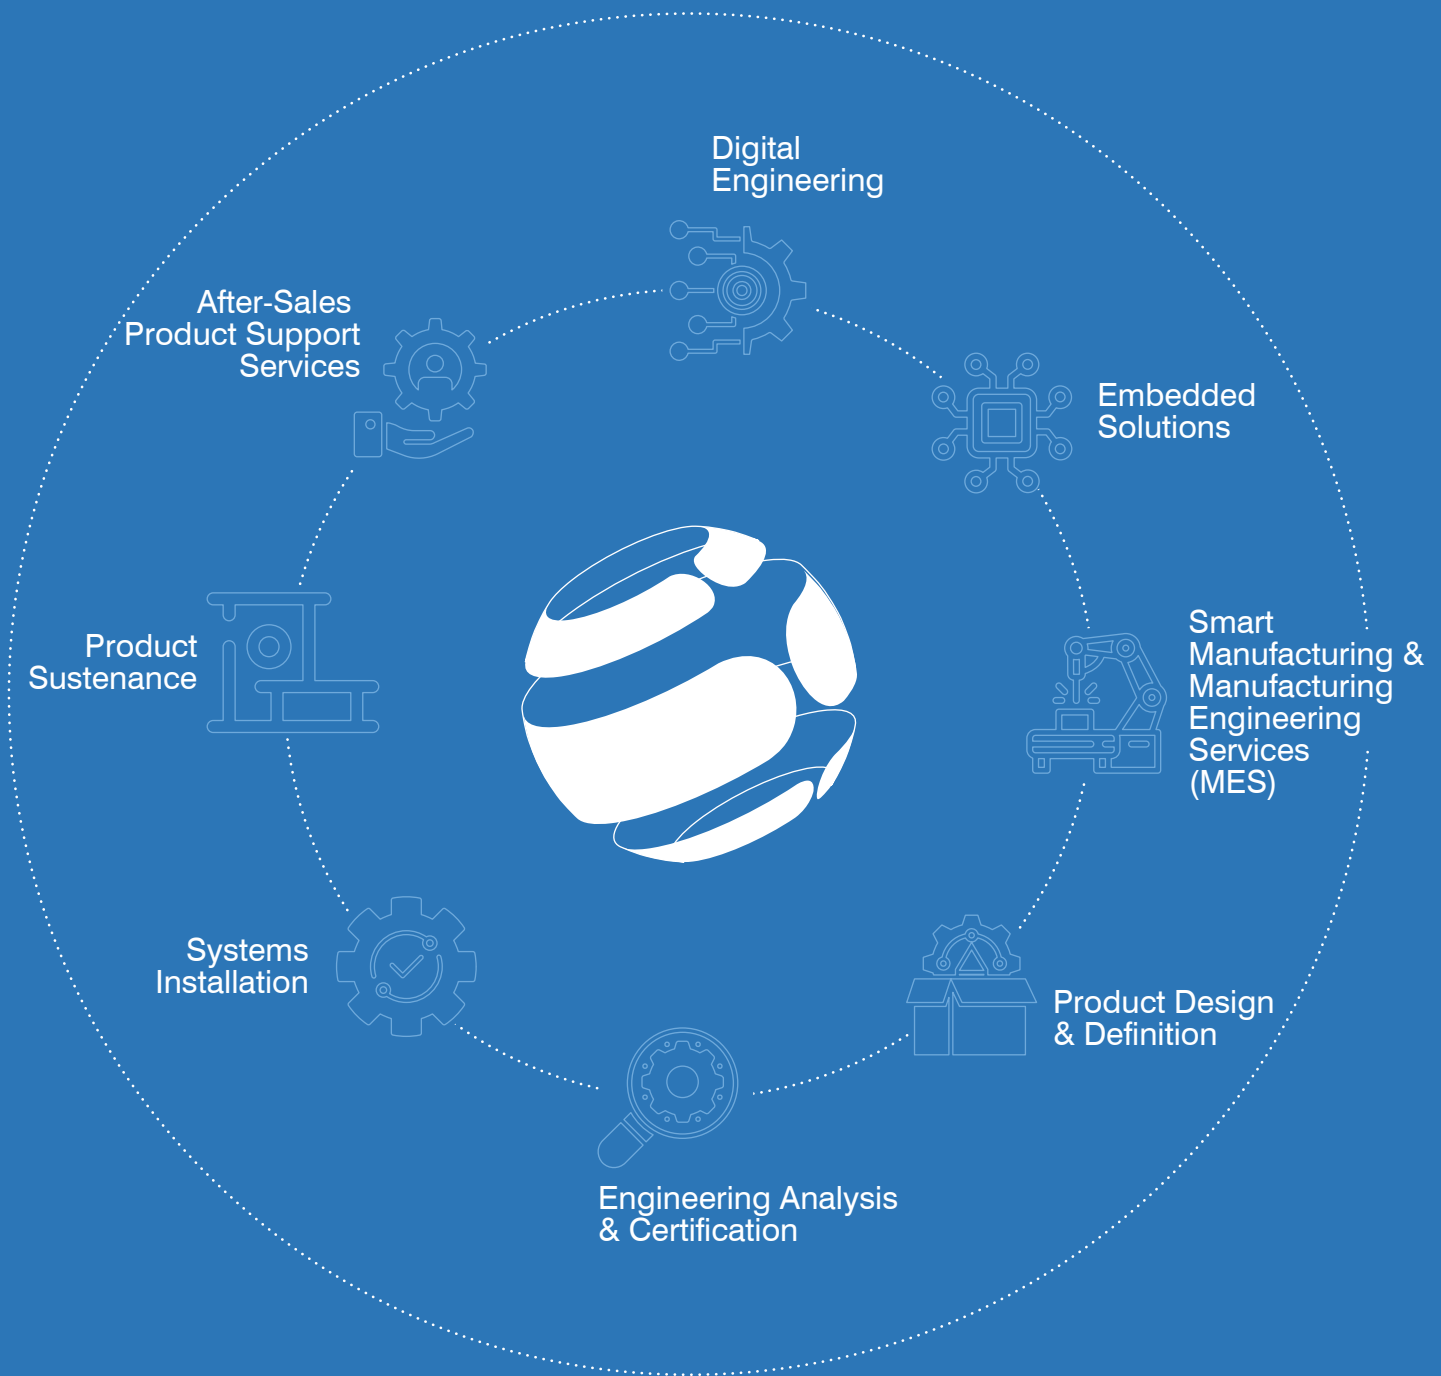 Digital
Engineering
Embedded
Solutions
Smart
Manufacturing &
Manufacturing
Engineering
Services
(MES)
Product Design
& Definition
Engineering Analysis
& Certification
Systems
Installation
Product
Sustenance
After-Sales
Product Support
Services